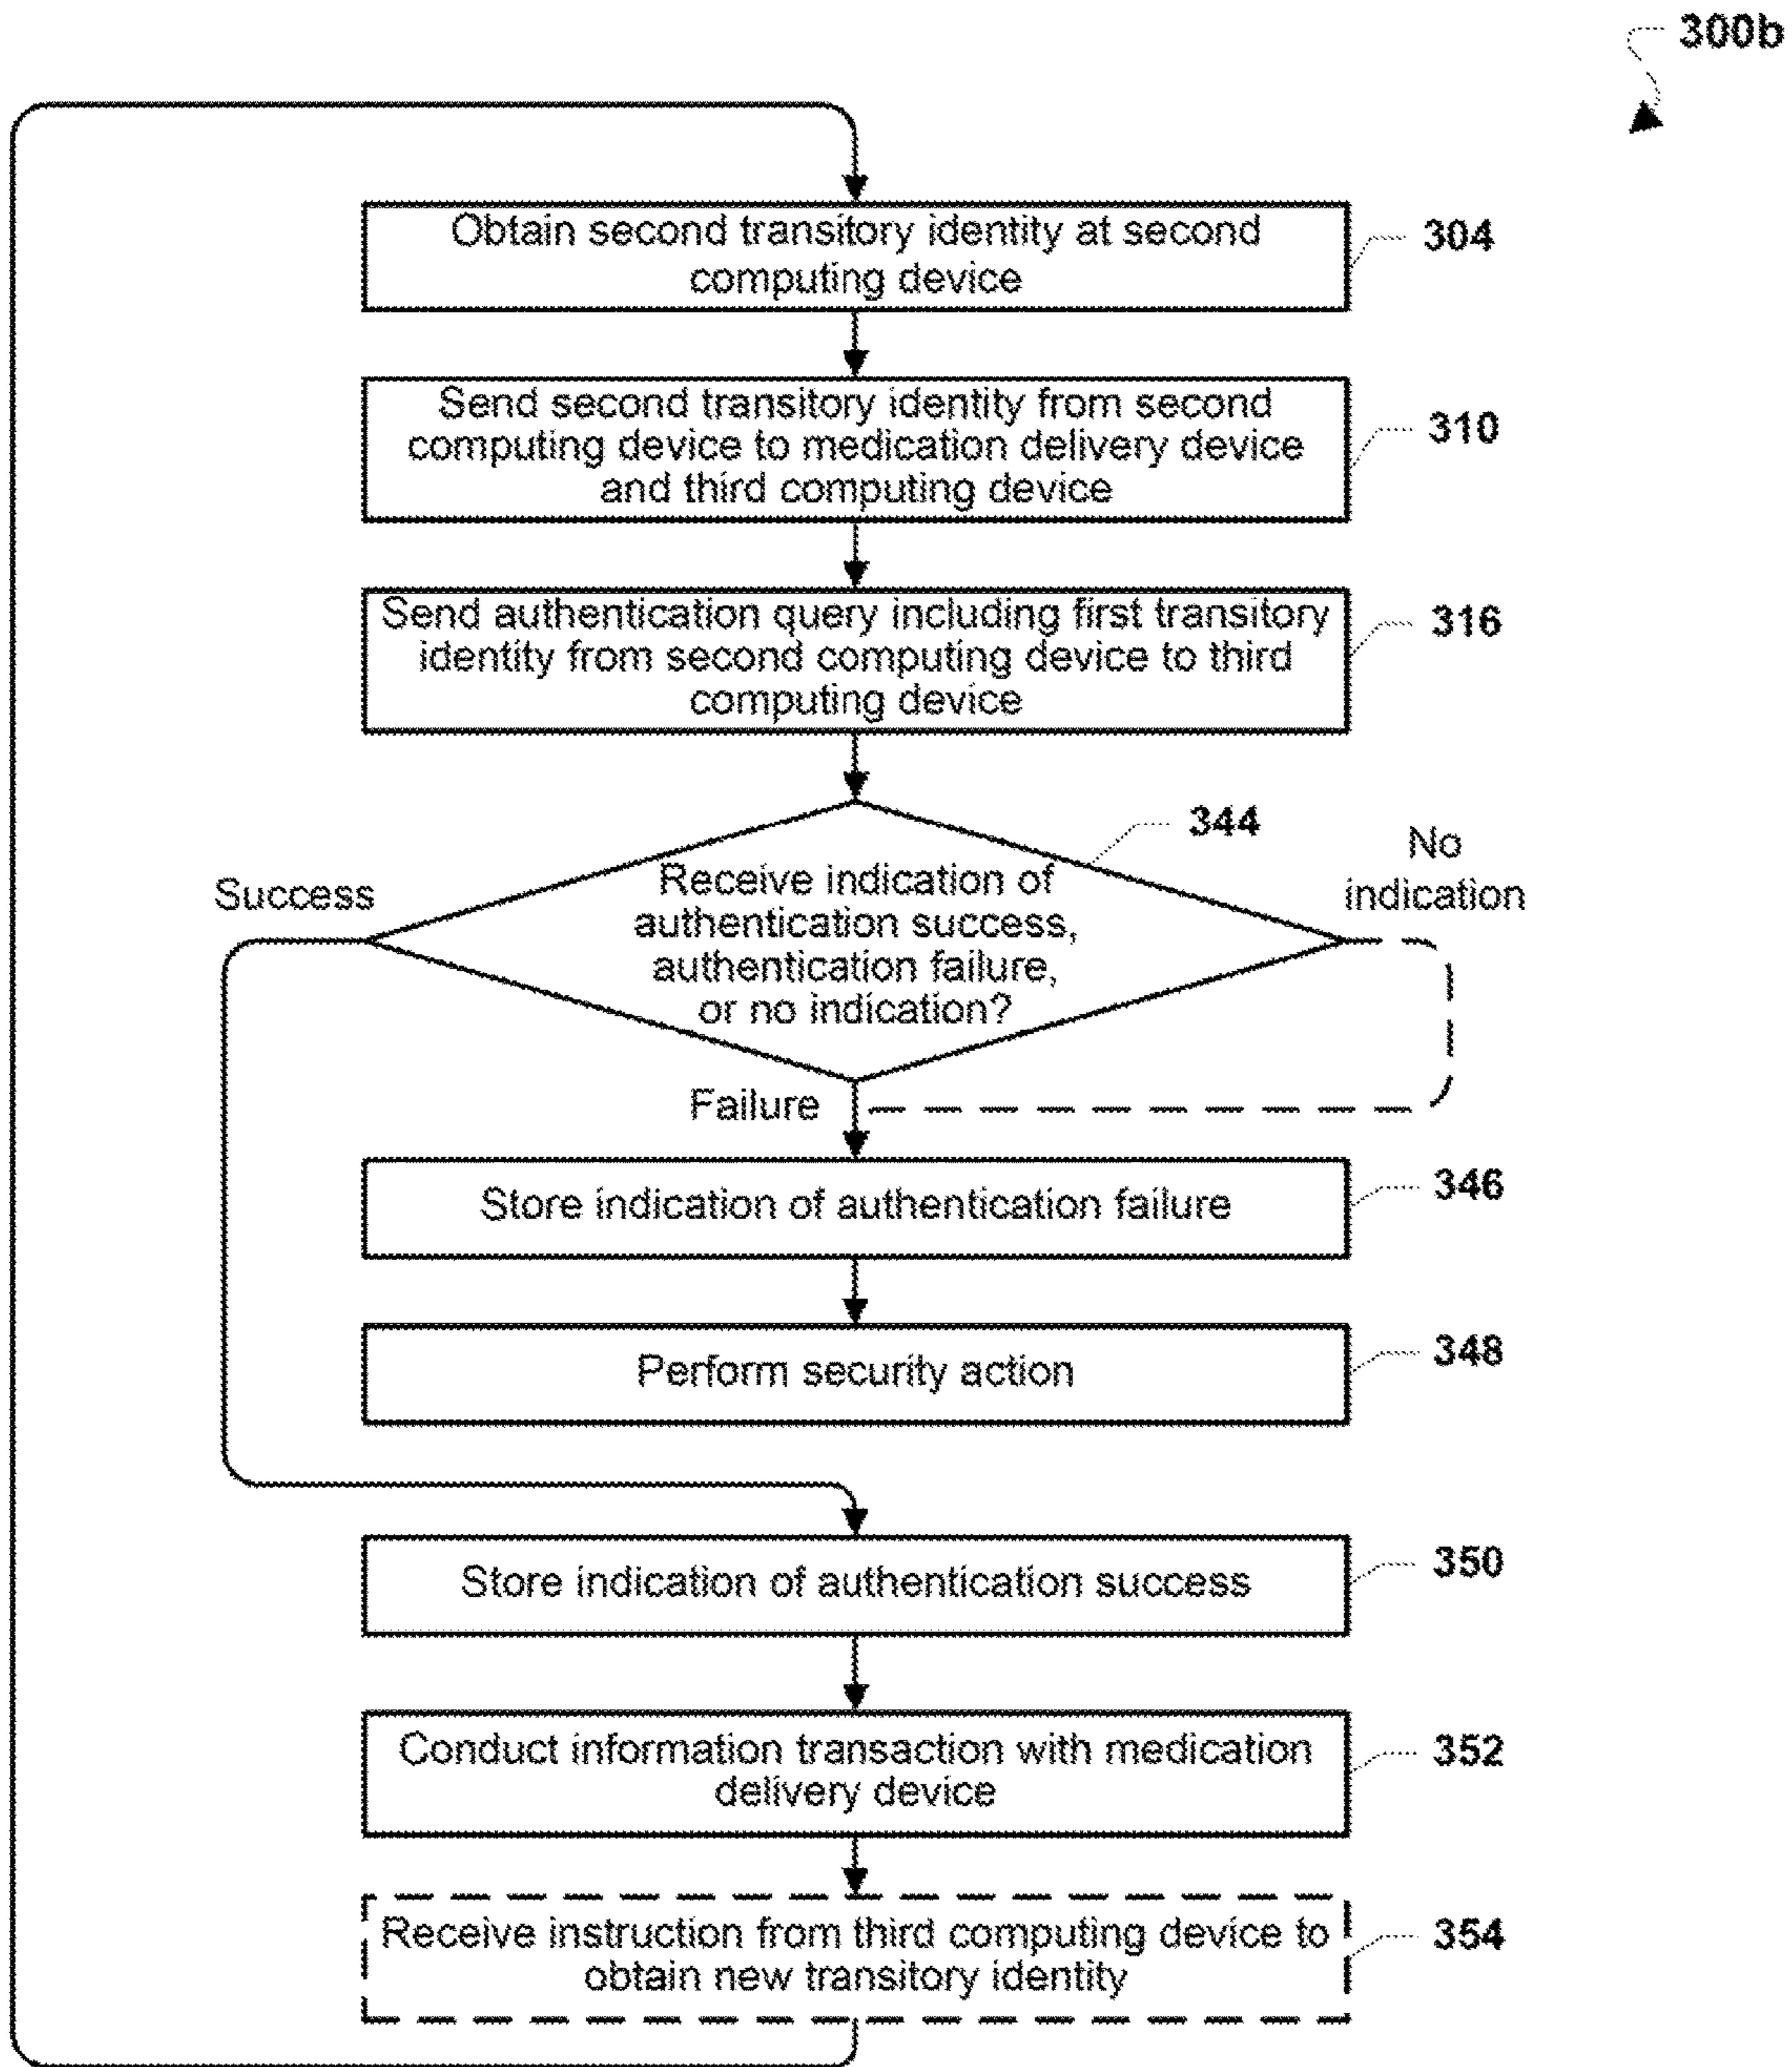 300b
Obtain second transitory identity at second
computing device
304
Send second transitory identity from second
computing device to medication delivery device
and third computing device
310
Send authentication query including first transitory
identity from second computing device to third
computing device
316
344
Receive indication of
authentication success,
authentication failure,
or no indication?
Success
No
indication
Failure
Store indication of authentication failure
346
Perform security action
348
Store indication of authentication success
350
Conduct information transaction with medication
delivery device
352
Receive instruction from third computing device to
obtain new transitory identity
354